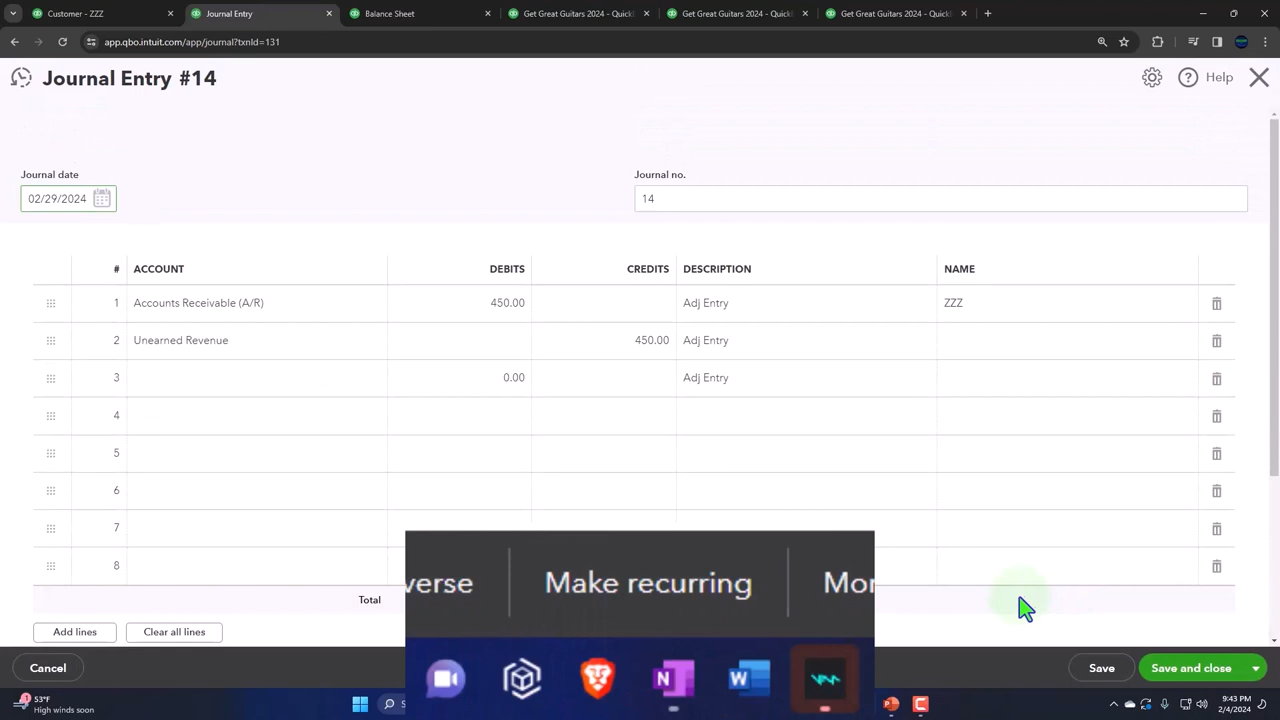 Customer - ZZZ
Journal Entry
Balance Sheet
Get Great Guitars 2024 - Quick
Get Great Guitars 2024 - Quick
Get Great Guitars 2024 - Quick
app.qbo.intuit.com/app/journal?txnId=131
Journal Entry #14
Help
Journal date
Journal no.
02/29/2024
14
# ACCOUNT DEBITS CREDITS DESCRIPTION NAME
1 Accounts Receivable (A/R) 450.00 Adj Entry ZZZ
2 Unearned Revenue 450.00 Adj Entry
3 0.00 Adj Entry
4
5
6
7
8
Total
Add lines Clear all lines
verse Make recurring Mor
Cancel Save Save and close
N W
53°F
High winds soon
9:43 PM
2/4/2024